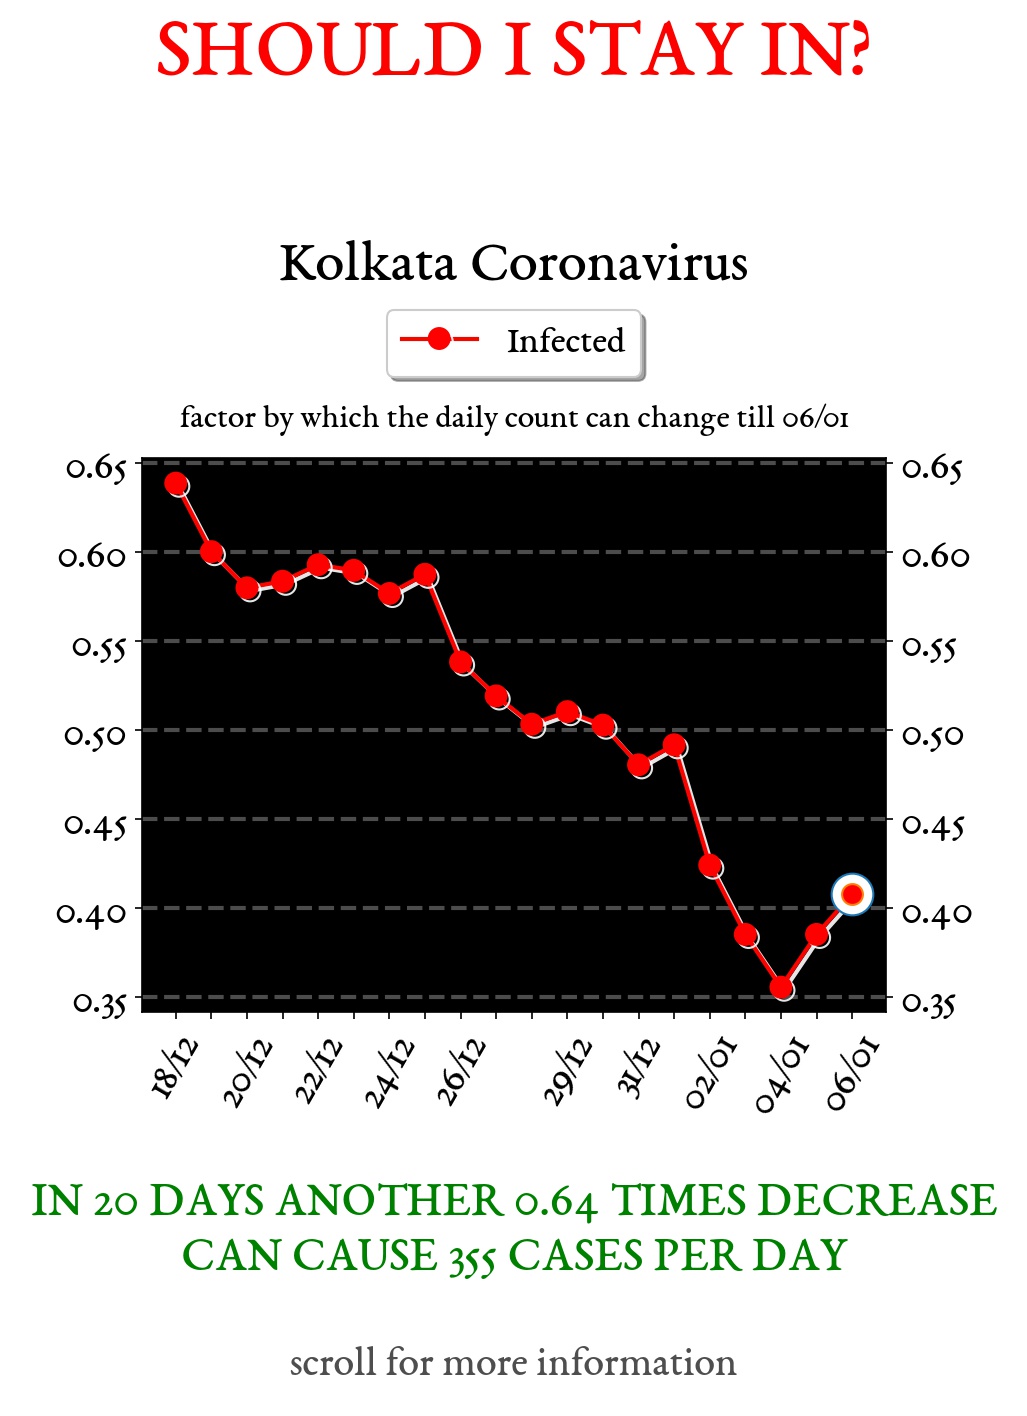 SHOULD I STAY IN?
Kolkata Coronavirus
Infected
factor by which the daily count can change till 06/01
0.65 0.65
0.60 0.60
0.55 0.55
0.50 0.50
0.45 0.45
0.40 0.40
0.35 0.35
18/12 20/12 22/12 24/12 26/12 29/12 31/12 02/01 04/01 06/01
IN 20 DAYS ANOTHER 0.64 TIMES DECREASE
CAN CAUSE 355 CASES PER DAY
scroll for more information